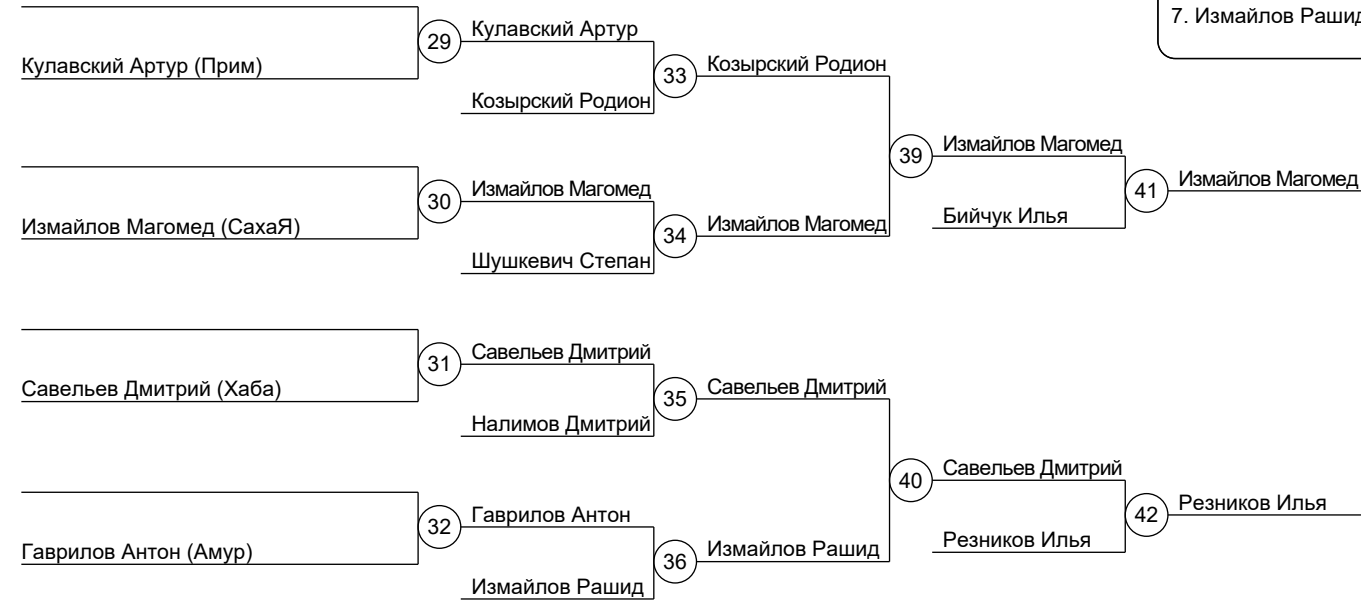 7. Измайлов Рашид
29
Кулавский Артур
Кулавский Артур (Прим)
33
Козырский Родион
Козырский Родион
39
Измайлов Магомед
30
Измайлов Магомед
41
Измайлов Магомед
Измайлов Магомед (СахаЯ)
34
Измайлов Магомед
Бийчук Илья
Шушкевич Степан
31
Савельев Дмитрий
Савельев Дмитрий (Хаба)
35
Савельев Дмитрий
Налимов Дмитрий
40
Савельев Дмитрий
32
Гаврилов Антон
42
Резников Илья
Гаврилов Антон (Амур)
36
Измайлов Рашид
Резников Илья
Измайлов Рашид